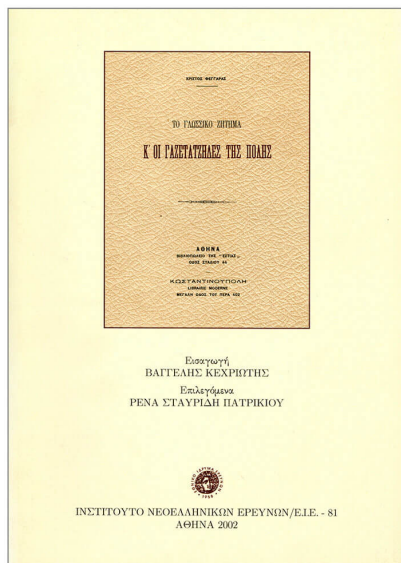 ΧΡΙΣΤΟΣ ΦΕΓΓΑΡΑΣ
ΤΟ ΓΛΩΣΣΙΚΟ ΖΗΤΗΜΑ
Κ' ΟΙ ΓΑΖΕΤΑΤΖΗΔΕΣ ΤΗΣ ΠΟΛΗΣ
ΑΘΗΝΑ
ΒΙΒΛΙΟΠΩΛΕΙΟ ΤΗΣ "ΕΣΤΙΑΣ„
ΟΔΟΣ ΣΤΑΔΙΟΥ 44
ΚΩΣΤΑΝΤΙΝΟΥΠΟΛΗ
LIBRAIRIE MODERNE
ΜΕΓΑΛΗ ΟΔΟΣ ΤΟΥ ΠΕΡΑ 402
Εισαγωγή
ΒΑΓΓΕΛΗΣ ΚΕΧΡΙΩΤΗΣ
Επιλεγόμενα
ΡΕΝΑ ΣΤΑΥΡΙΔΗ ΠΑΤΡΙΚΙΟΥ
ΙΝΣΤΙΤΟΥΤΟ ΝΕΟΕΛΛΗΝΙΚΩΝ ΕΡΕΥΝΩΝ/Ε.Ι.Ε. - 81
ΑΘΗΝΑ 2002